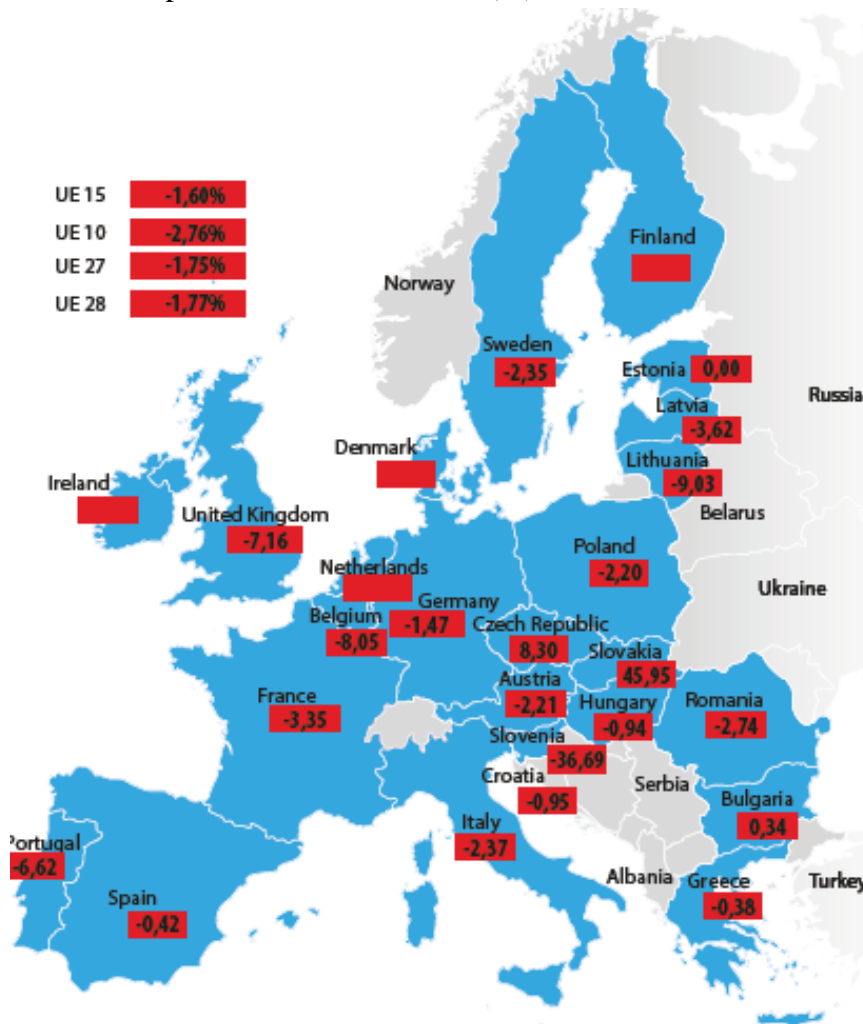 UE 15 -1,60%
UE 10 -2,76%
UE 27 -1,75%
UE 28 -1,77%
Finland
Norway
Sweden
-2,35
Estonia 0,00
Latvia
-3,62
Russia
Lithuania
-9,03
Belarus
Denmark
Ireland
United Kingdom
-7,16
Poland
-2,20
Netherlands
Ukraine
Germany
-1,47
Belgium
-8,05
Czech Republic
8,30
Slovakia
45,95
Austria
-2,21
France
-3,35
Hungary
-0,94
Romania
-2,74
Slovenia
-36,69
Croatia
-0,95
Serbia
Bulgaria
0,34
Italy
-2,37
Portugal
-6,62
Spain
-0,42
Albania
Greece
-0,38
Turkey